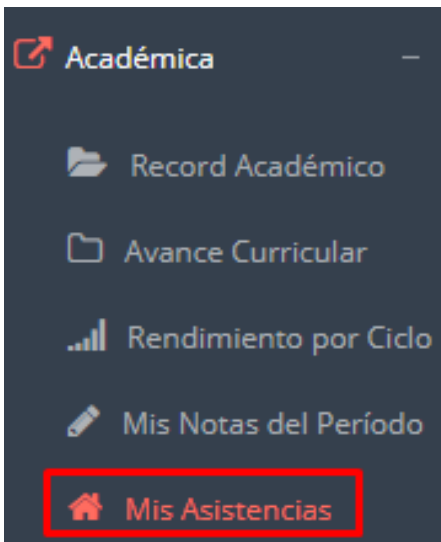 Académica
Record Académico
Avance Curricular
Rendimiento por Ciclo
Mis Notas del Período
Mis Asistencias